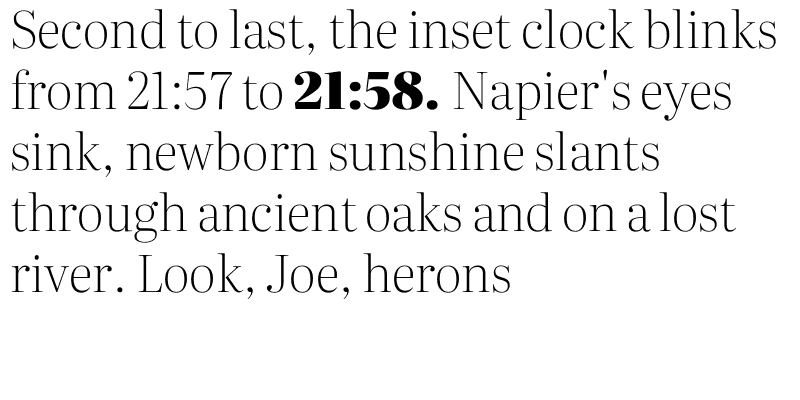 Second to last, the inset clock blinks
from 21:57 to 21:58. Napier's eyes
sink, newborn sunshine slants
through ancient oaks and on a lost
river. Look, Joe, herons